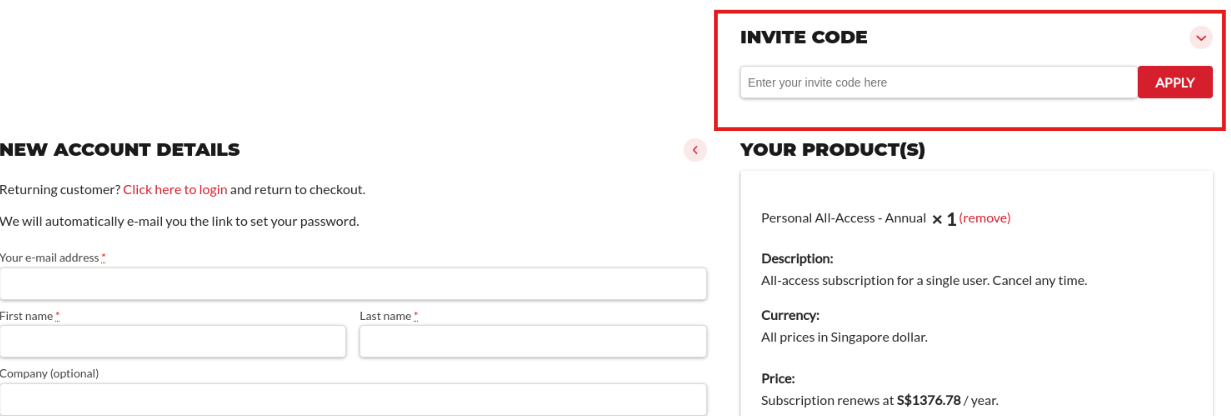 INVITE CODE
Enter your invite code here
APPLY
NEW ACCOUNT DETAILS
Returning customer? Click here to login and return to checkout.
We will automatically e-mail you the link to set your password.
Your e-mail address *
First name *
Last name *
Company (optional)
YOUR PRODUCT(S)
Personal All-Access - Annual × 1 (remove)
Description:
All-access subscription for a single user. Cancel any time.
Currency:
All prices in Singapore dollar.
Price:
Subscription renews at S$1376.78 / year.